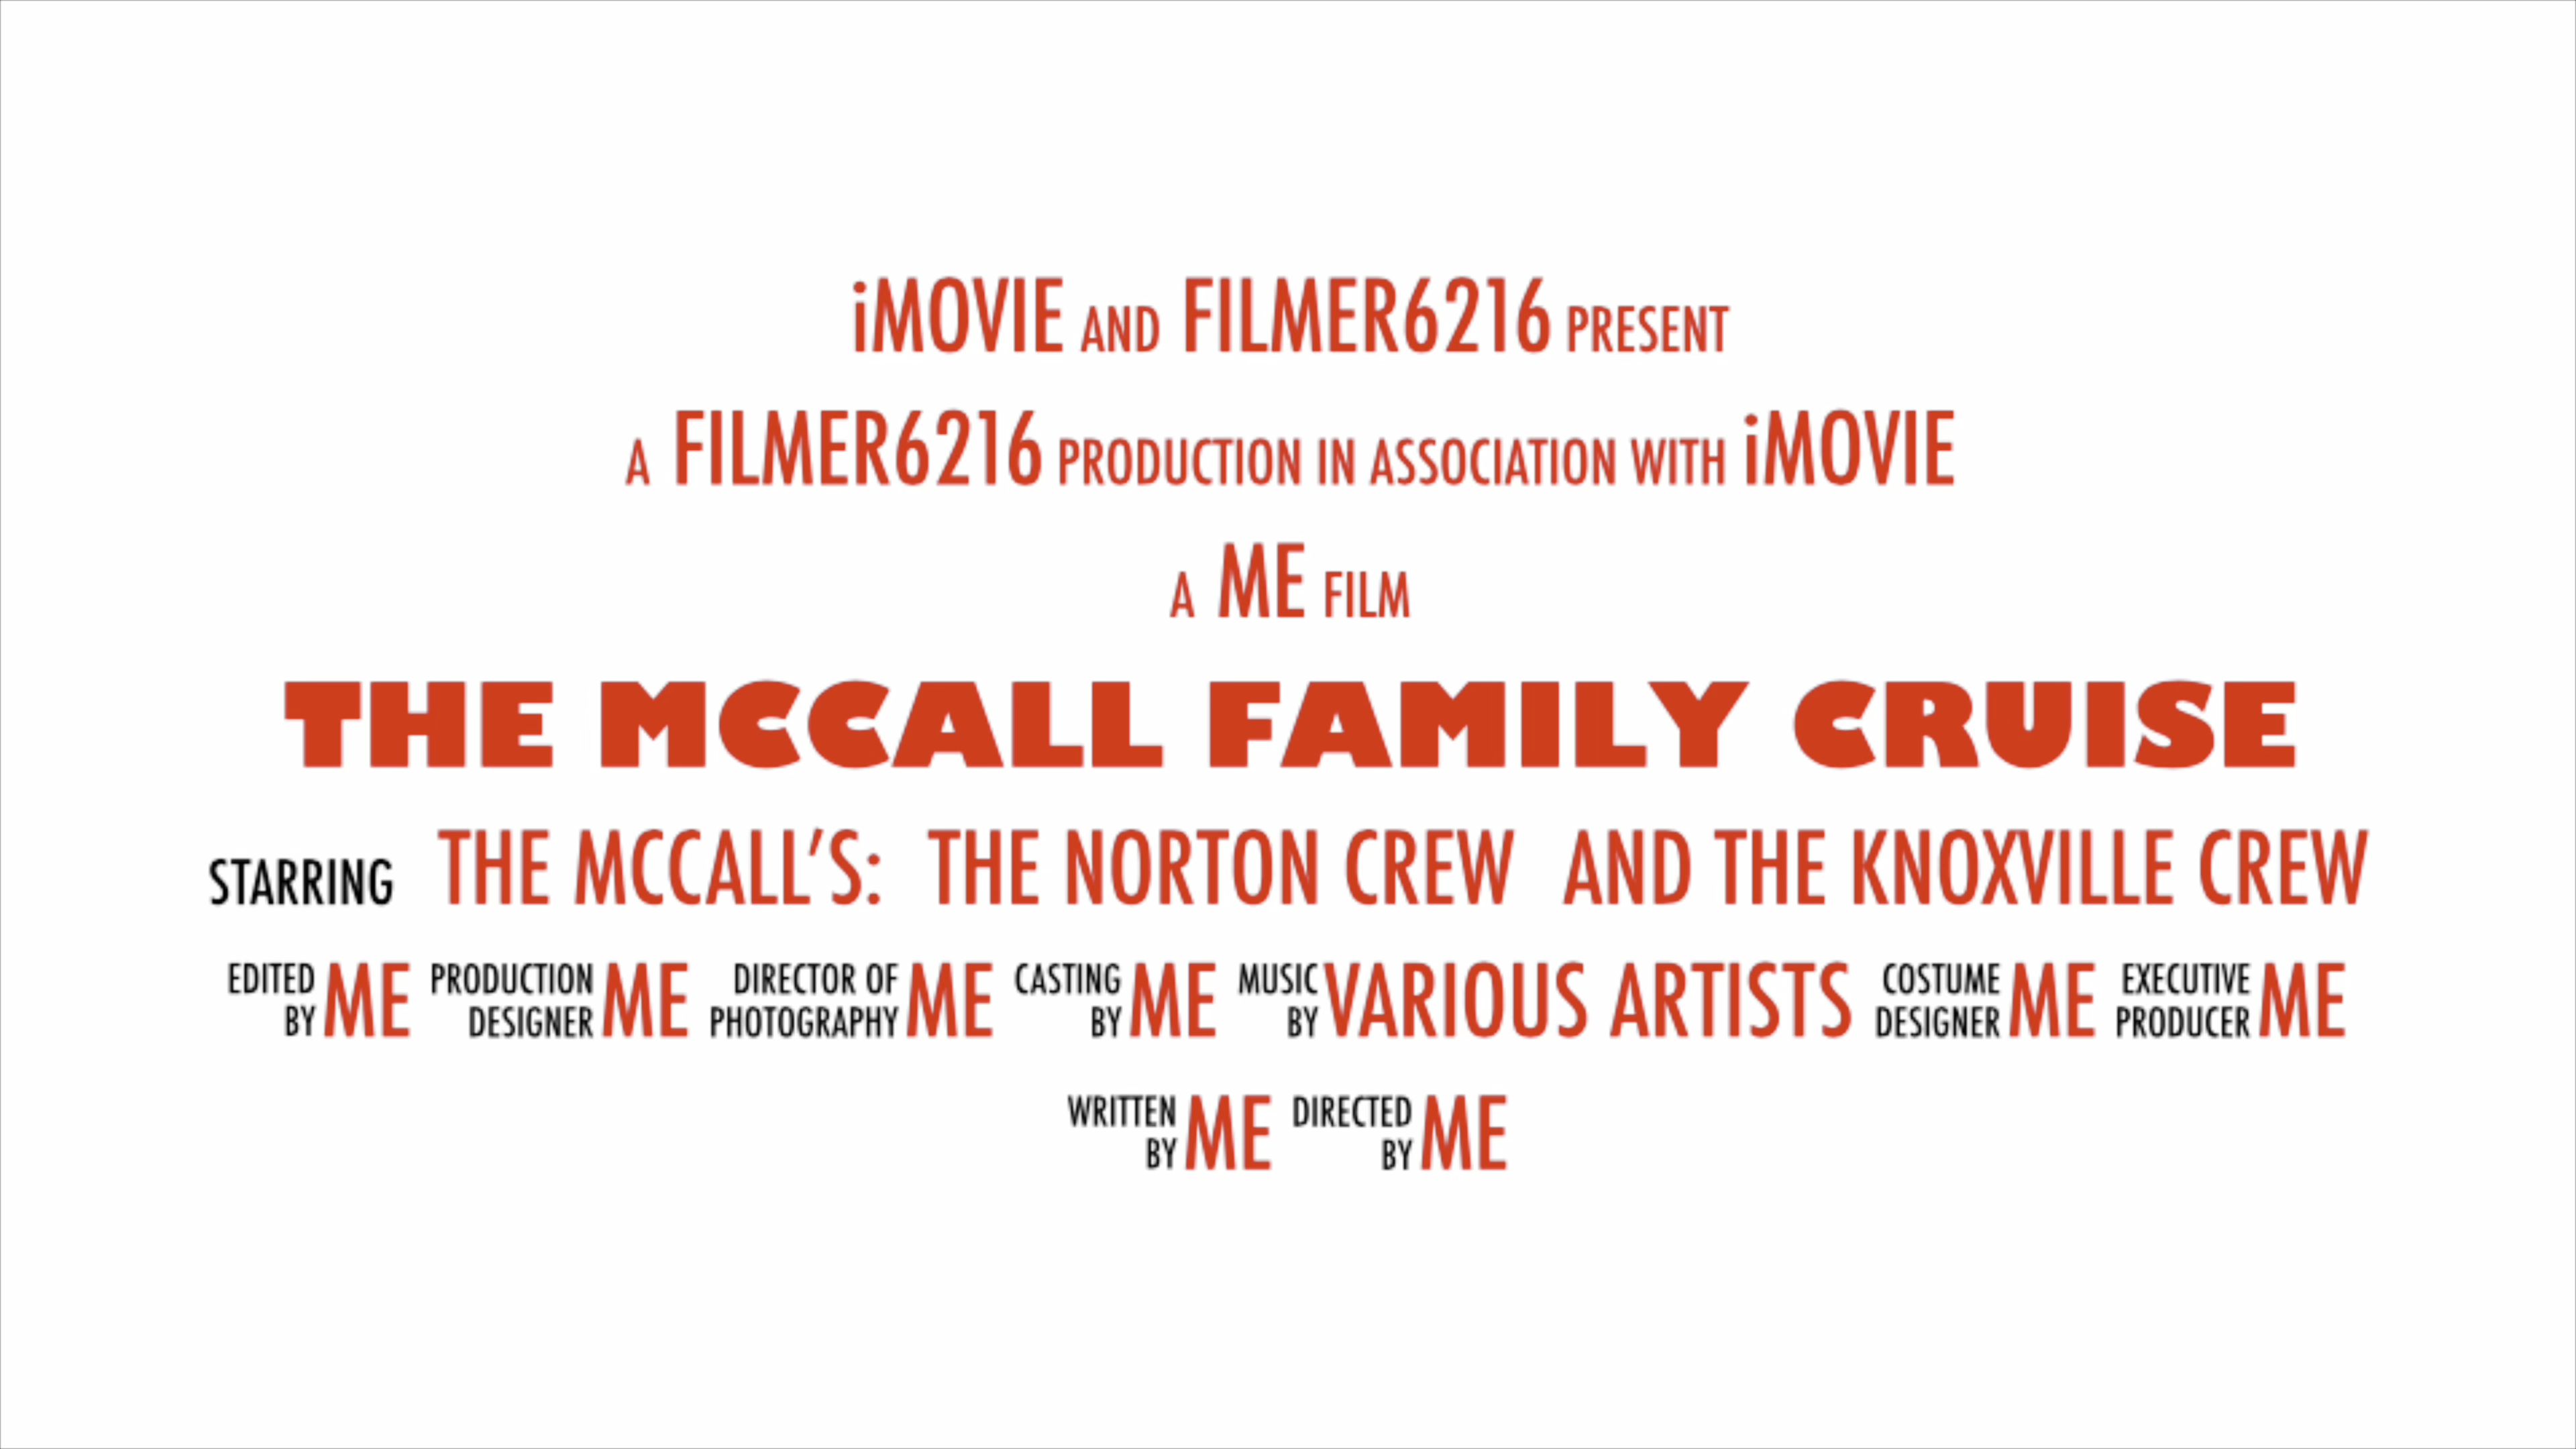 iMOVIE AND FILMER6216 PRESENT
A FILMER6216 PRODUCTION IN ASSOCIATION WITH iMOVIE
A ME FILM
THE MCCALL FAMILY CRUISE
STARRING THE MCCALL’S: THE NORTON CREW AND THE KNOXVILLE CREW
EDITED BY ME PRODUCTION DESIGNER ME DIRECTOR OF PHOTOGRAPHY ME CASTING BY ME MUSIC BY VARIOUS ARTISTS COSTUME DESIGNER ME EXECUTIVE PRODUCER ME
WRITTEN BY ME DIRECTED BY ME